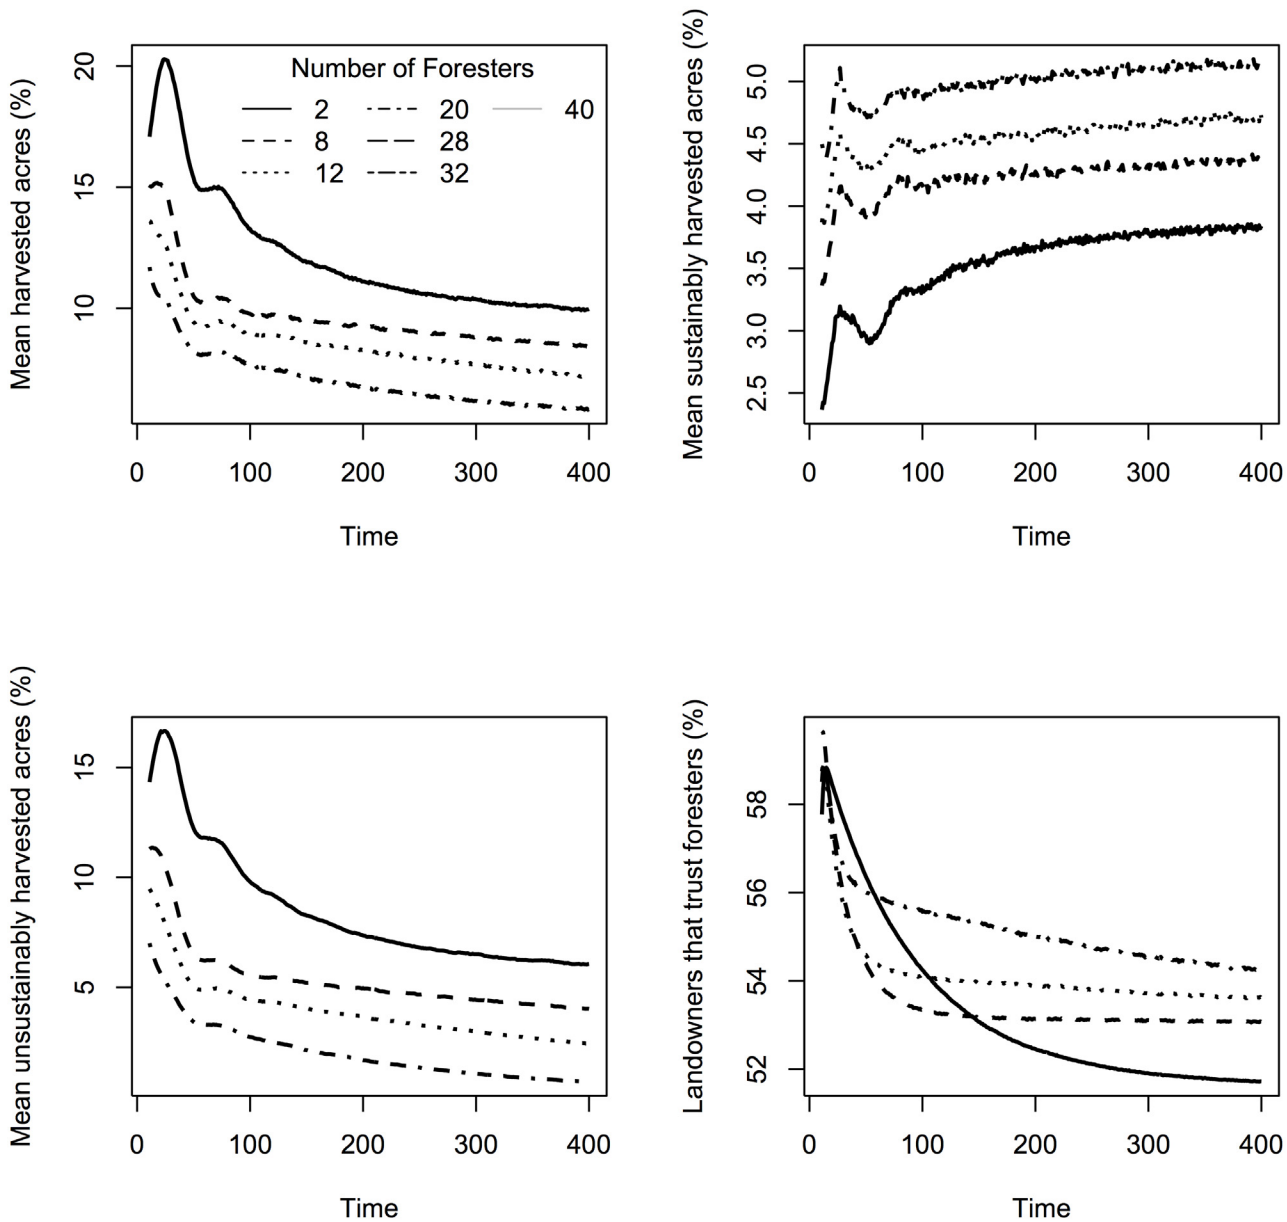 Mean harvested acres (%)
20
15
10
Number of Foresters
2 20 40
8 28
12 32
0 100 200 300 400
Time
Mean sustainably harvested acres (%)
5.0
4.5
4.0
3.5
3.0
2.5
0 100 200 300 400
Time
Mean unsustainably harvested acres (%)
15
10
5
0 100 200 300 400
Time
Landowners that trust foresters (%)
58
56
54
52
0 100 200 300 400
Time